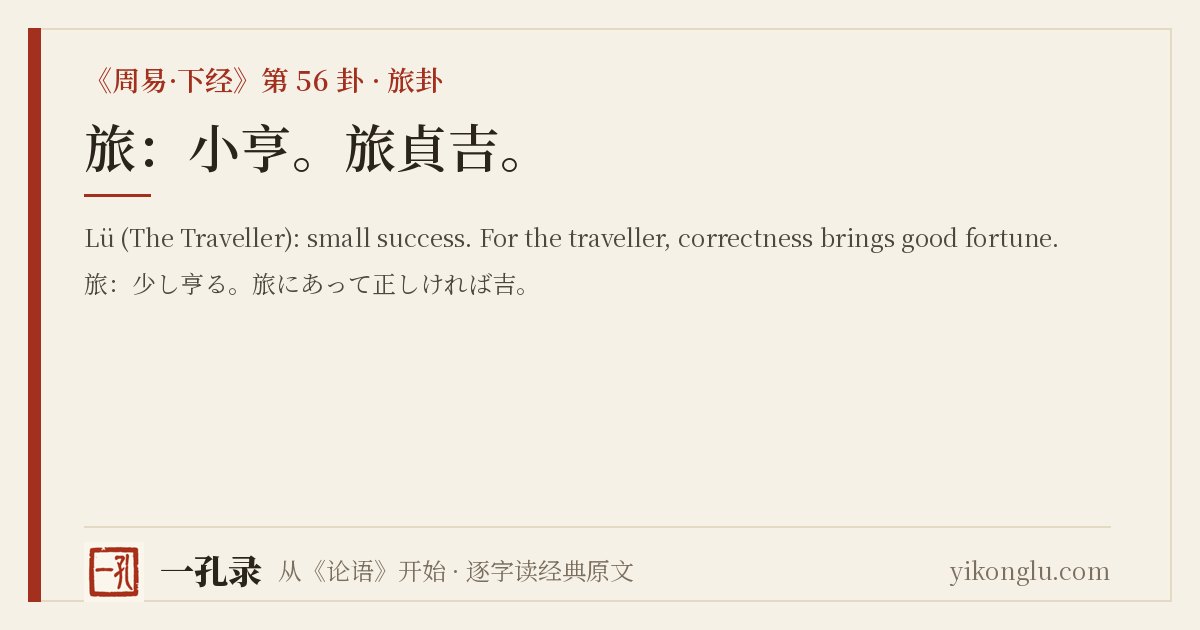 《周易·下经》第 56 卦 · 旅卦
旅：小亨。旅貞吉。
Lü (The Traveller): small success. For the traveller, correctness brings good fortune.
旅：少し亨る。旅にあって正しければ吉。
一孔
一孔录 从《论语》开始 · 逐字读经典原文
yikonglu.com